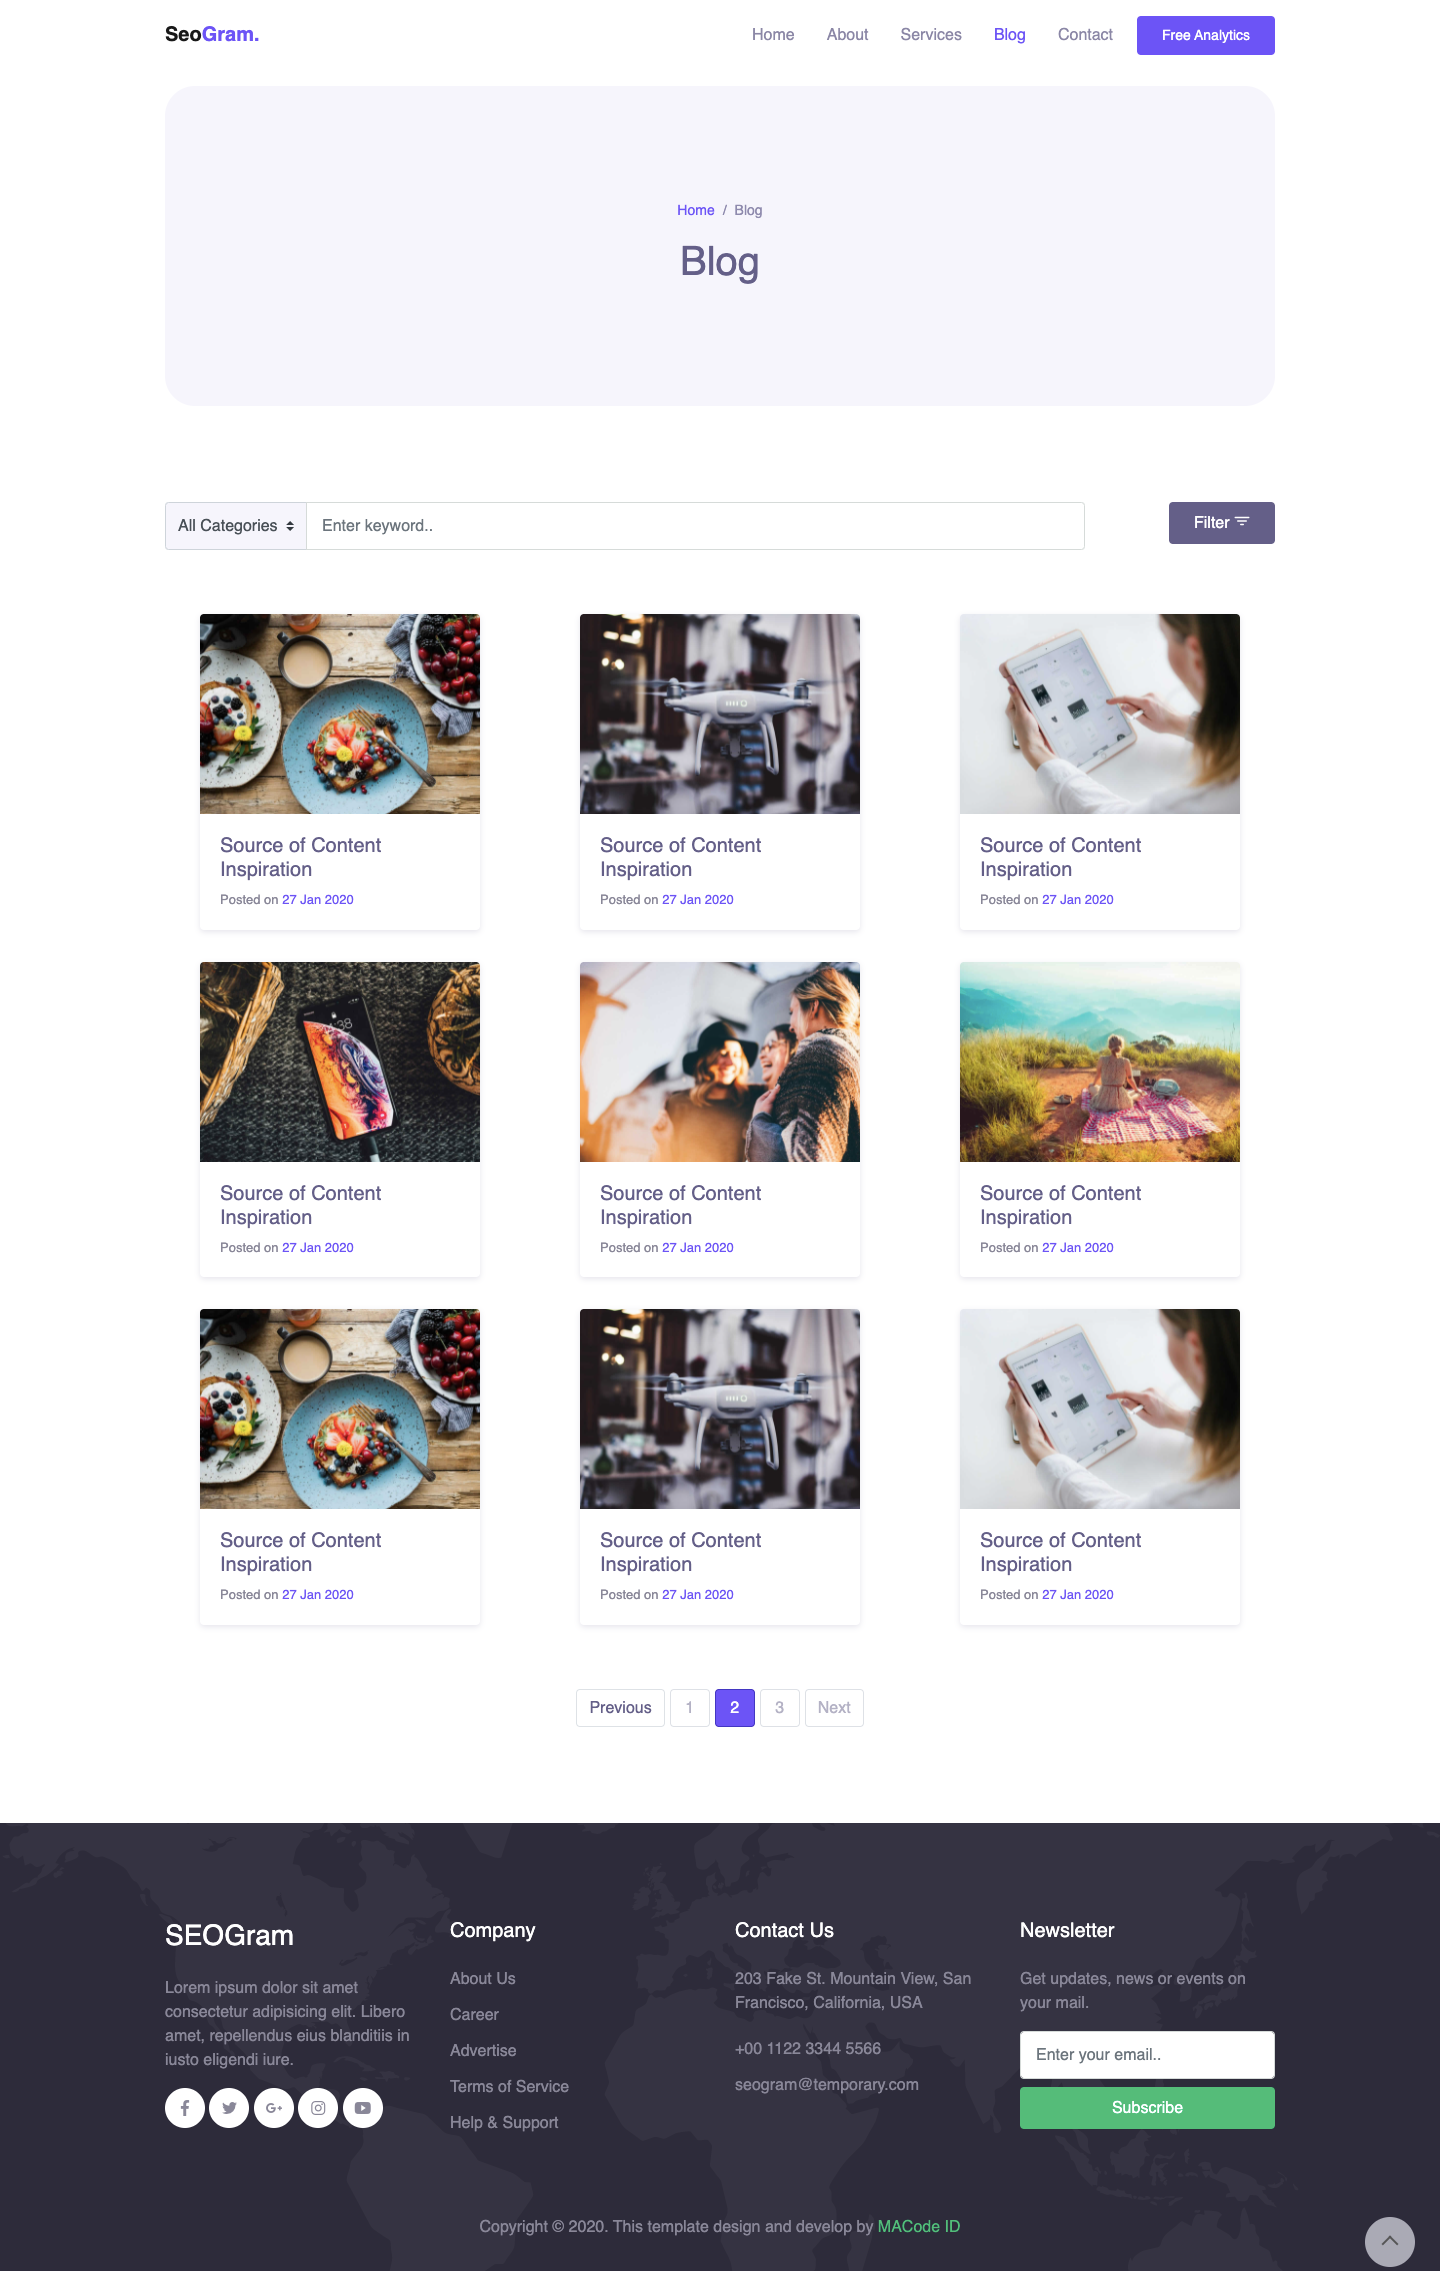 SeoGram.
Home About Services Blog Contact Free Analytics
Home / Blog
Blog
All Categories Enter keyword.. Filter
Source of Content
Inspiration
Posted on 27 Jan 2020
Source of Content
Inspiration
Posted on 27 Jan 2020
Source of Content
Inspiration
Posted on 27 Jan 2020
Source of Content
Inspiration
Posted on 27 Jan 2020
Source of Content
Inspiration
Posted on 27 Jan 2020
Source of Content
Inspiration
Posted on 27 Jan 2020
Source of Content
Inspiration
Posted on 27 Jan 2020
Source of Content
Inspiration
Posted on 27 Jan 2020
Source of Content
Inspiration
Posted on 27 Jan 2020
Previous 1 2 3 Next
SEOGram
Lorem ipsum dolor sit amet
consectetur adipisicing elit. Libero
amet, repellendus eius blanditiis in
iusto eligendi iure.
Company
About Us
Career
Advertise
Terms of Service
Help & Support
Contact Us
203 Fake St. Mountain View, San
Francisco, California, USA
+00 1122 3344 5566
seogram@temporary.com
Newsletter
Get updates, news or events on
your mail.
Enter your email..
Subscribe
Copyright © 2020. This template design and develop by MACode ID